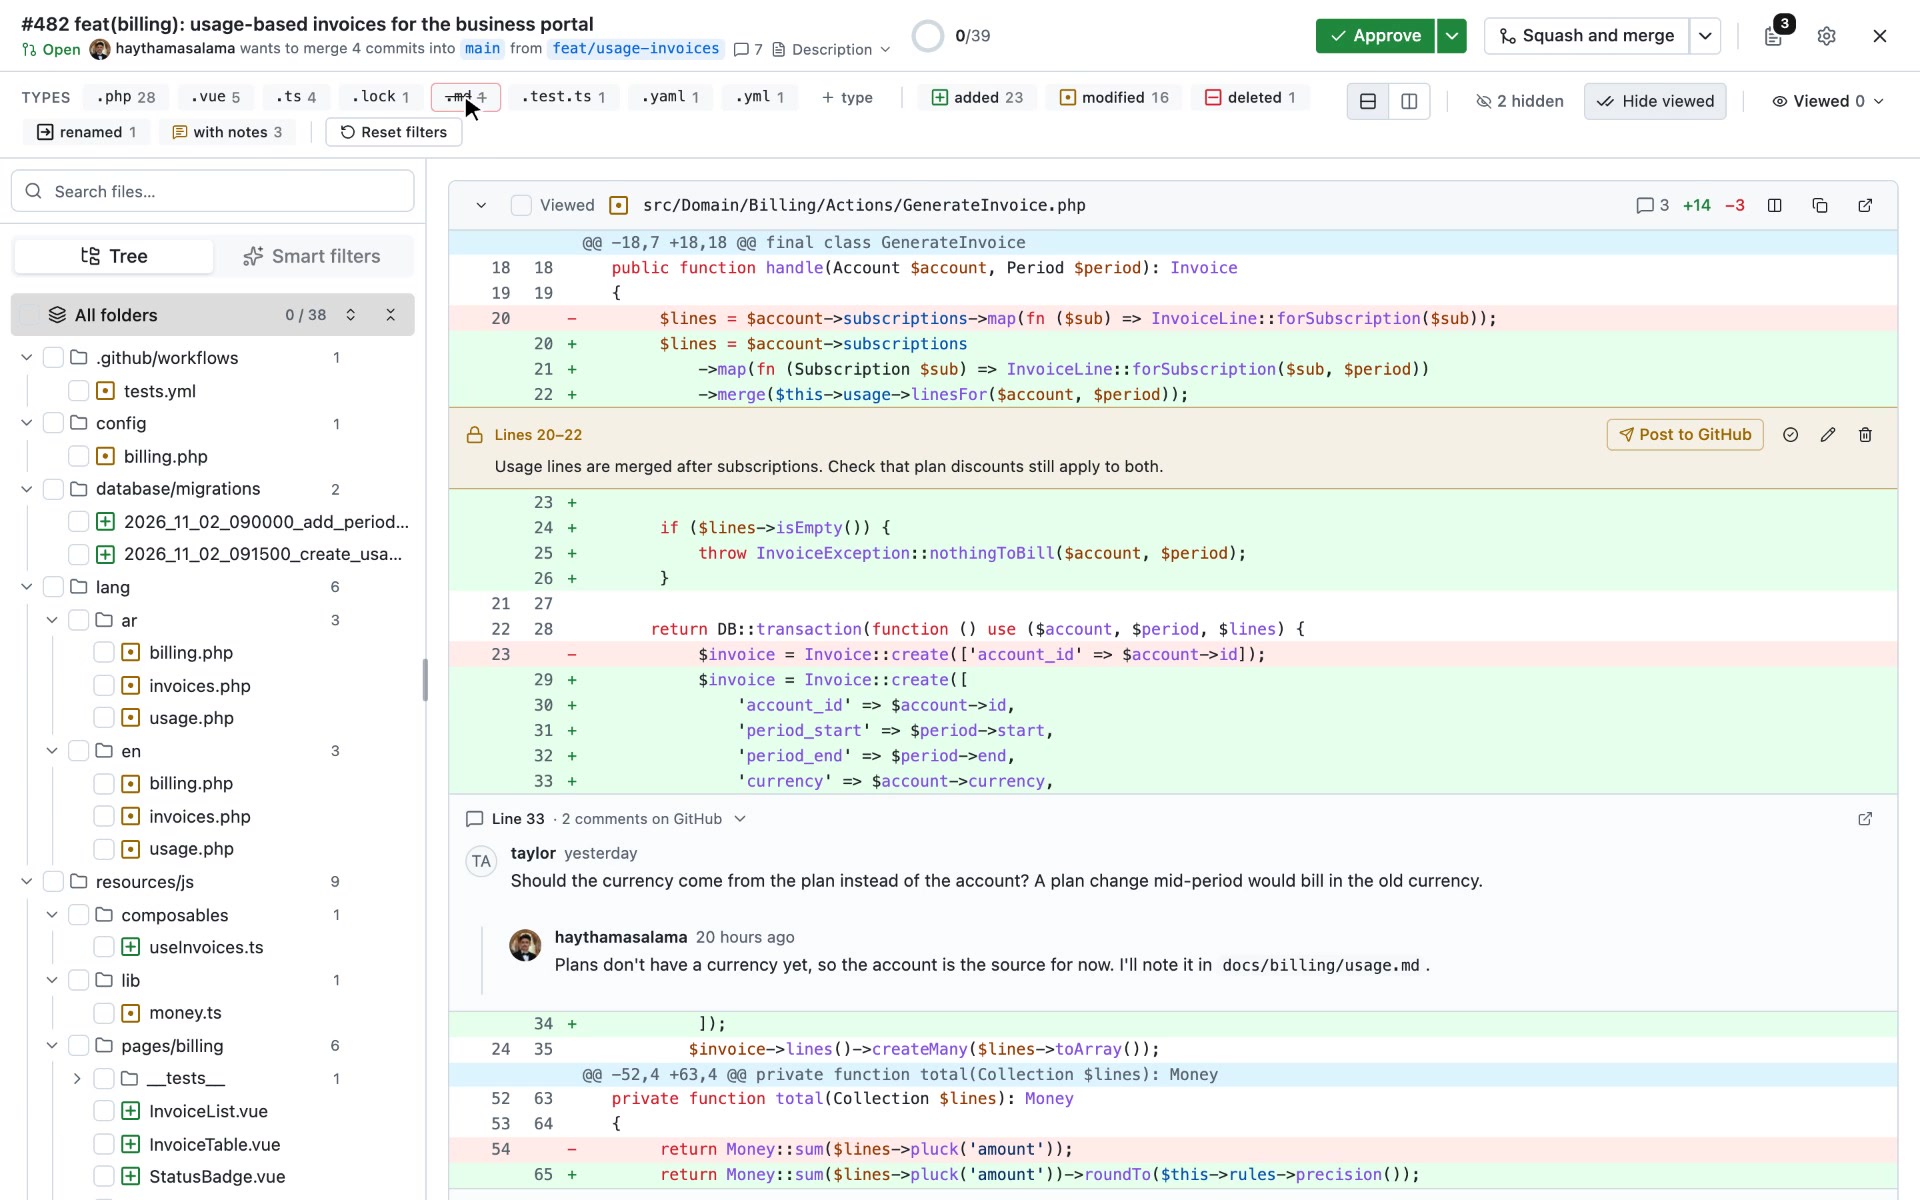 #482 feat(billing): usage-based invoices for the business portal
Open haythamasalama wants to merge 4 commits into main from feat/usage-invoices 7 Description
0/39
Approve
Squash and merge
3
TYPES .php 28 .vue 5 .ts 4 .lock 1 .md 1 .test.ts 1 .yaml 1 .yml 1 + type added 23 modified 16 deleted 1
2 hidden Hide viewed Viewed 0
renamed 1 with notes 3 Reset filters
Search files...
Tree Smart filters
All folders 0 / 38
.github/workflows 1
tests.yml
config 1
billing.php
database/migrations 2
2026_11_02_090000_add_period...
2026_11_02_091500_create_usa...
lang 6
ar 3
billing.php
invoices.php
usage.php
en 3
billing.php
invoices.php
usage.php
resources/js 9
composables 1
useInvoices.ts
lib 1
money.ts
pages/billing 6
__tests__ 1
InvoiceList.vue
InvoiceTable.vue
StatusBadge.vue
Viewed src/Domain/Billing/Actions/GenerateInvoice.php 3 +14 −3
@@ −18,7 +18,18 @@ final class GenerateInvoice
18 18 public function handle(Account $account, Period $period): Invoice
19 19 {
20 − $lines = $account->subscriptions->map(fn ($sub) => InvoiceLine::forSubscription($sub));
20 + $lines = $account->subscriptions
21 + ->map(fn (Subscription $sub) => InvoiceLine::forSubscription($sub, $period))
22 + ->merge($this->usage->linesFor($account, $period));
Lines 20–22 Post to GitHub
Usage lines are merged after subscriptions. Check that plan discounts still apply to both.
23 +
24 + if ($lines->isEmpty()) {
25 + throw InvoiceException::nothingToBill($account, $period);
26 + }
21 27
22 28 return DB::transaction(function () use ($account, $period, $lines) {
23 − $invoice = Invoice::create(['account_id' => $account->id]);
29 + $invoice = Invoice::create([
30 + 'account_id' => $account->id,
31 + 'period_start' => $period->start,
32 + 'period_end' => $period->end,
33 + 'currency' => $account->currency,
Line 33 · 2 comments on GitHub
TA taylor yesterday
Should the currency come from the plan instead of the account? A plan change mid-period would bill in the old currency.
haythamasalama 20 hours ago
Plans don't have a currency yet, so the account is the source for now. I'll note it in docs/billing/usage.md .
34 + ]);
24 35 $invoice->lines()->createMany($lines->toArray());
@@ −52,4 +63,4 @@ private function total(Collection $lines): Money
52 63 private function total(Collection $lines): Money
53 64 {
54 − return Money::sum($lines->pluck('amount'));
65 + return Money::sum($lines->pluck('amount'))->roundTo($this->rules->precision());